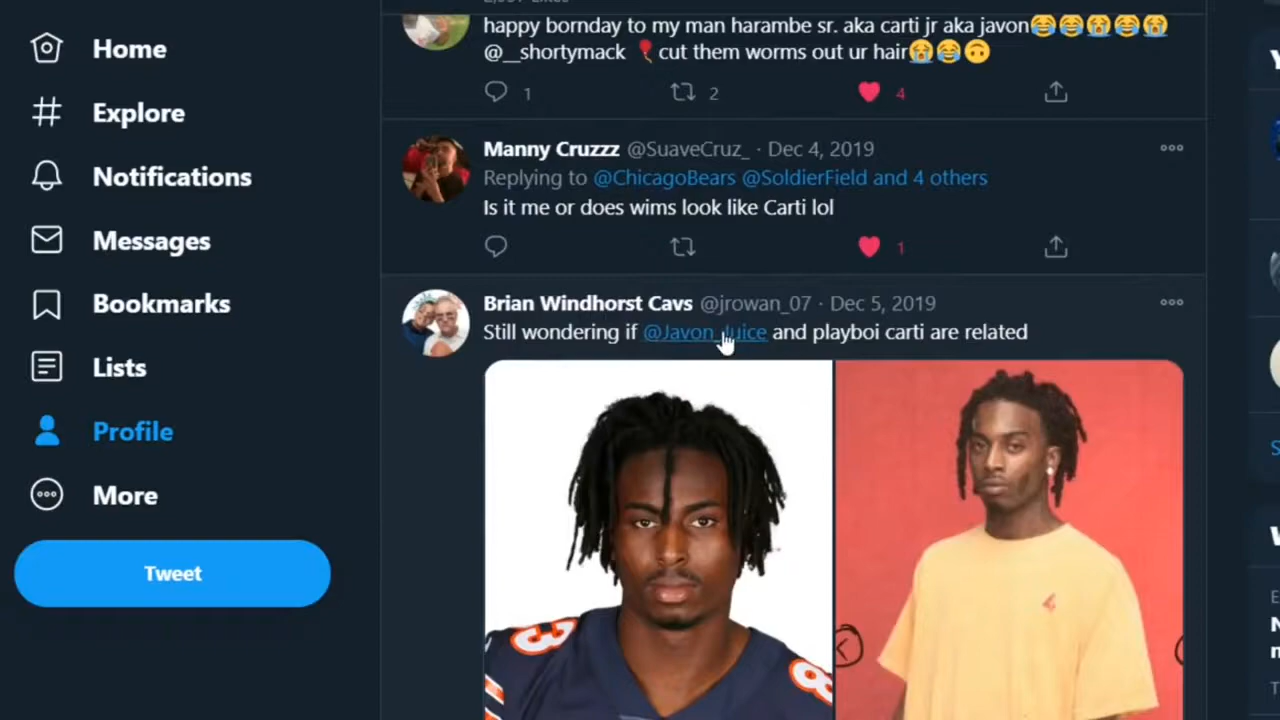 Home
Explore
Notifications
Messages
Bookmarks
Lists
Profile
More
Tweet
happy bornday to my man harambe sr. aka carti jr aka javon😂😂😭😂😭
@__shortymack 🎈cut them worms out ur hair😭😂🙃
1 2 4
Manny Cruzzz @SuaveCruz_ · Dec 4, 2019
Replying to @ChicagoBears @SoldierField and 4 others
Is it me or does wims look like Carti lol
1
Brian Windhorst Cavs @jrowan_07 · Dec 5, 2019
Still wondering if @Javon_Juice and playboi carti are related
83 8